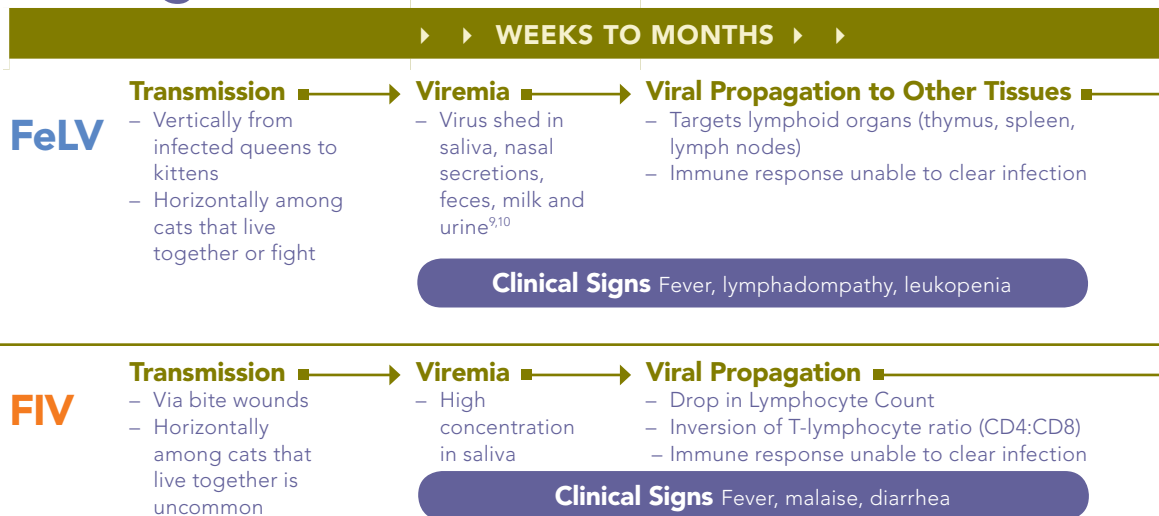 WEEKS TO MONTHS
FeLV
Transmission
– Vertically from
infected queens to
kittens
– Horizontally among
cats that live
together or fight
Viremia
– Virus shed in
saliva, nasal
secretions,
feces, milk and
urine9,10
Viral Propagation to Other Tissues
– Targets lymphoid organs (thymus, spleen,
lymph nodes)
– Immune response unable to clear infection
Clinical Signs Fever, lymphadompathy, leukopenia
FIV
Transmission
– Via bite wounds
– Horizontally
among cats that
live together is
uncommon
Viremia
– High
concentration
in saliva
Viral Propagation
– Drop in Lymphocyte Count
– Inversion of T-lymphocyte ratio (CD4:CD8)
– Immune response unable to clear infection
Clinical Signs Fever, malaise, diarrhea